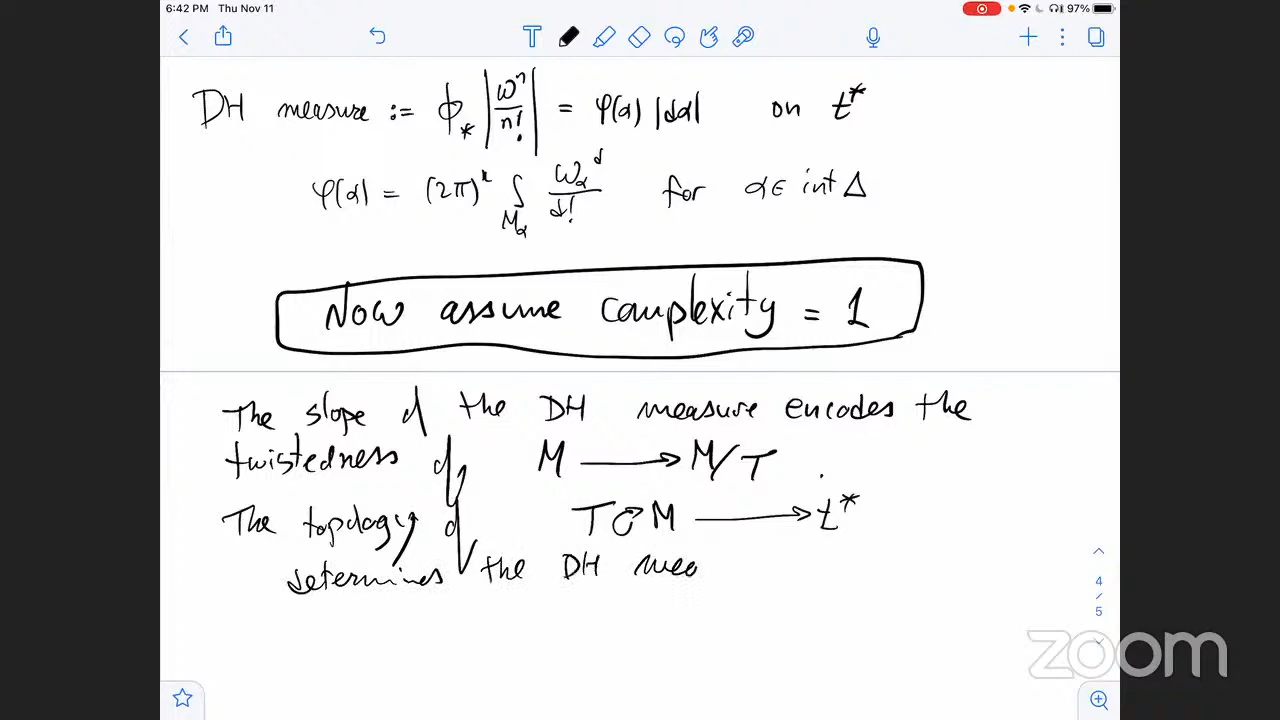 6:42 PM Thu Nov 11
97%
DH measure := ϕ_* |ω^n/n!| = φ(α) |dα| on t*
φ(α) = (2π)^k ∫_{M_α} ω_α^d/d! for α ∈ int Δ
Now assume complexity = 1
The slope of the DH measure encodes the
twistedness of M → M/T .
The topology of T ↻ M → t*
determines the DH mea
4
/
5
zoom